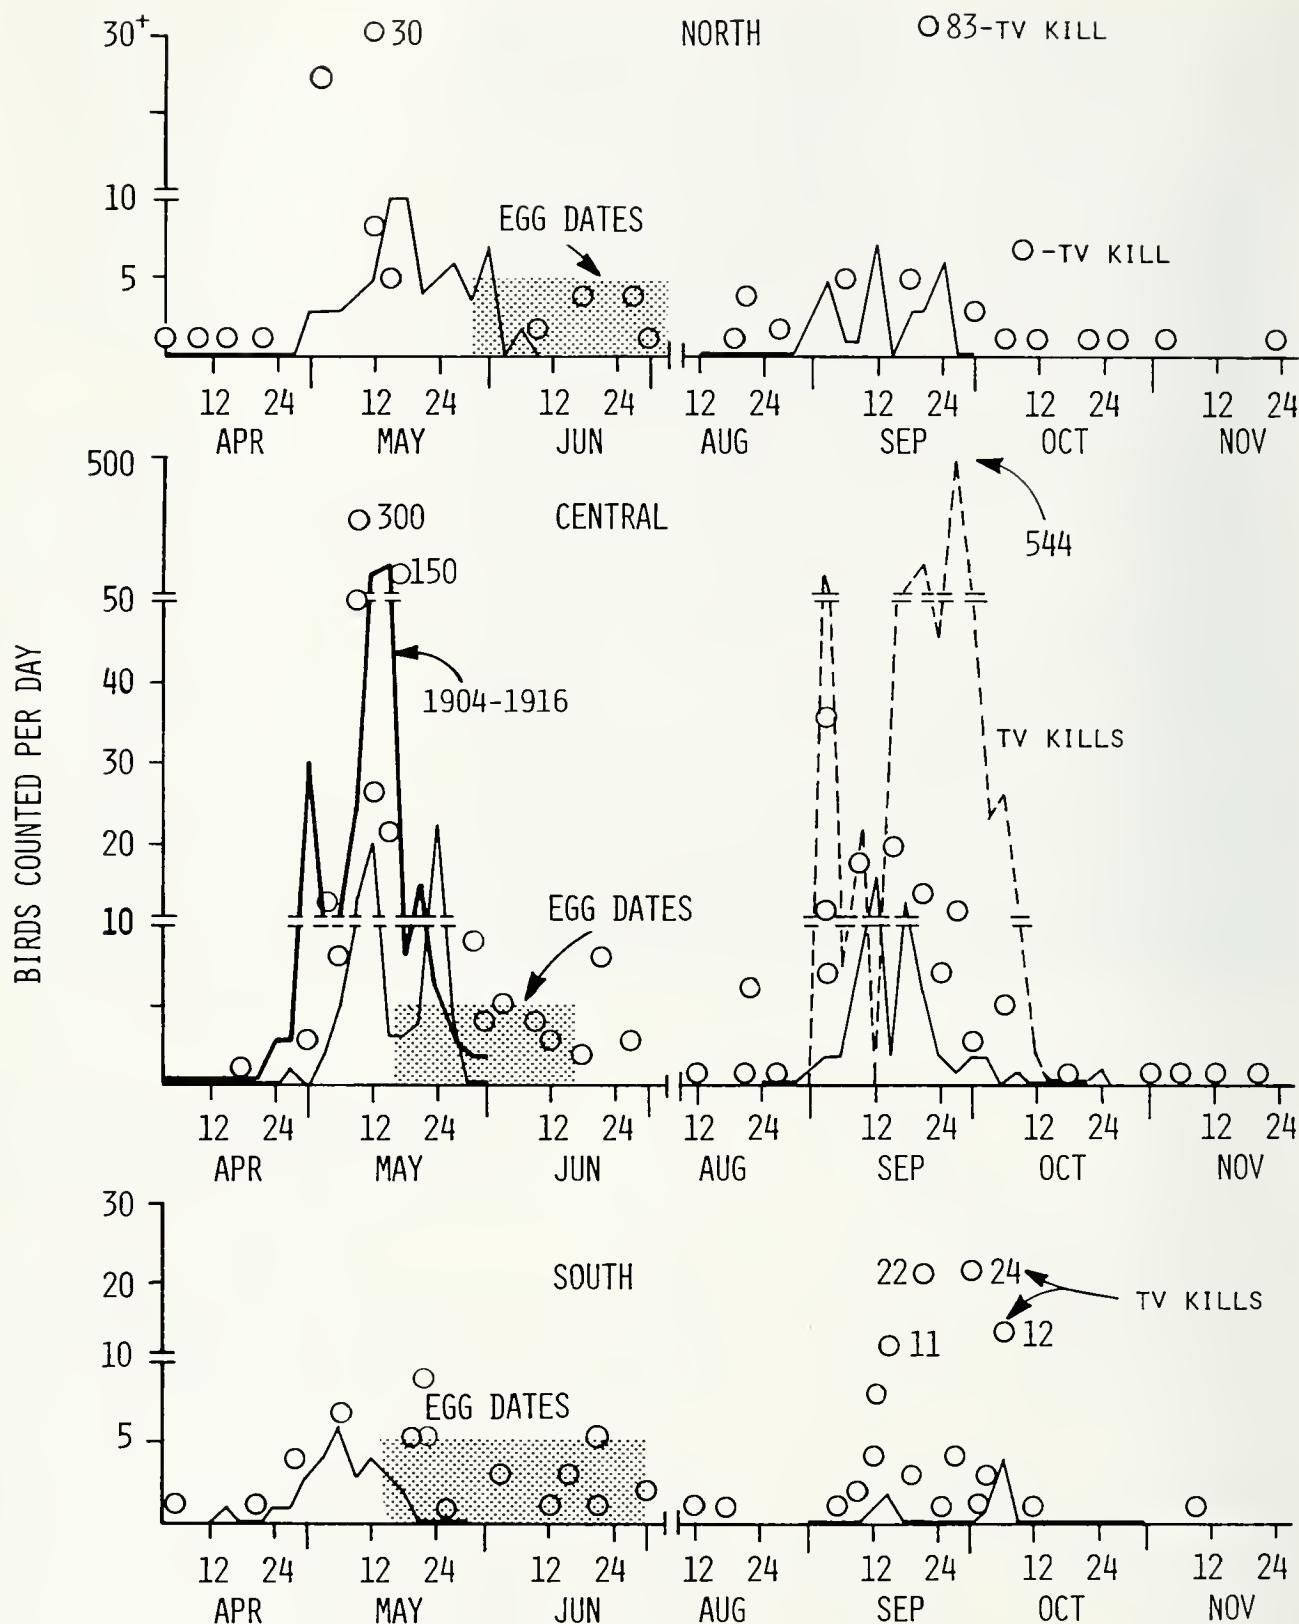 BIRDS COUNTED PER DAY
30+
30
NORTH
83-TV KILL
10
EGG DATES
5
-TV KILL
12 24 12 24 12 24 12 24 12 24 12 24 12 24
APR MAY JUN AUG SEP OCT NOV
500
300
CENTRAL
544
150
50
40
1904-1916
TV KILLS
30
20
10
EGG DATES
12 24 12 24 12 24 12 24 12 24 12 24 12 24
APR MAY JUN AUG SEP OCT NOV
30
SOUTH
20
22 24
TV KILLS
10
11 12
EGG DATES
5
12 24 12 24 12 24 12 24 12 24 12 24 12 24
APR MAY JUN AUG SEP OCT NOV